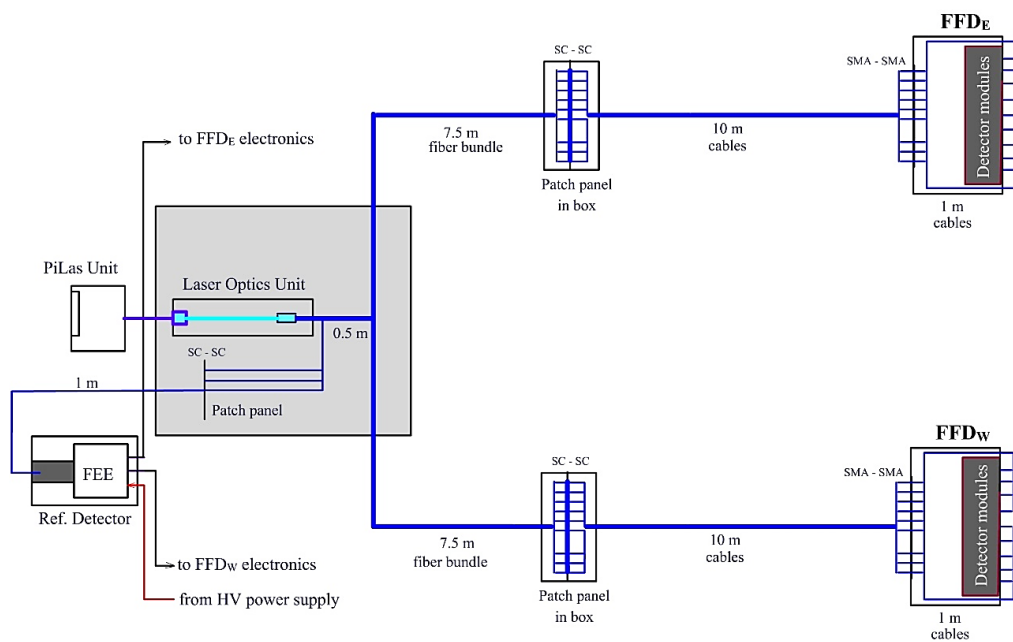 FFDE
SC - SC
SMA - SMA
Detector modules
7.5 m
fiber bundle
10 m
cables
to FFDE electronics
Patch panel
in box
1 m
cables
PiLas Unit
Laser Optics Unit
0.5 m
SC - SC
1 m
Patch panel
FEE
Ref. Detector
FFDW
SC - SC
SMA - SMA
Detector modules
7.5 m
fiber bundle
10 m
cables
to FFDW electronics
from HV power supply
Patch panel
in box
1 m
cables